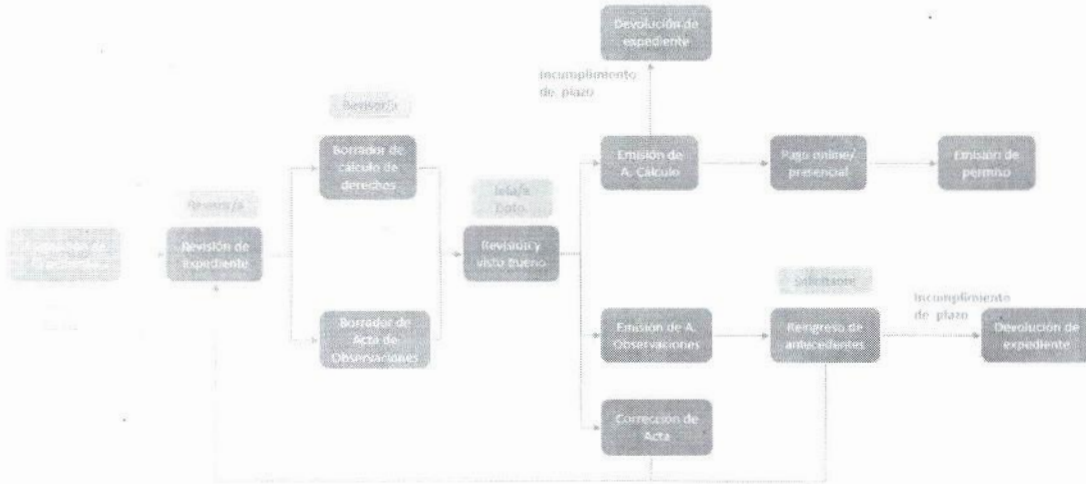 Devolución de
expediente
Incumplimiento
de plazo
Revisor/a
Borrador de
cálculo de
derechos
Emisión de
A. Cálculo
Pago online/
presencial
Emisión de
permiso
Revisor/a
Jefa/e
Dpto.
Revisión de
expediente
Revisión y
visto bueno
Solicitante
Incumplimiento
de plazo
Borrador de
Acta de
Observaciones
Emisión de A.
Observaciones
Reingreso de
antecedentes
Devolución de
expediente
Corrección de
Acta